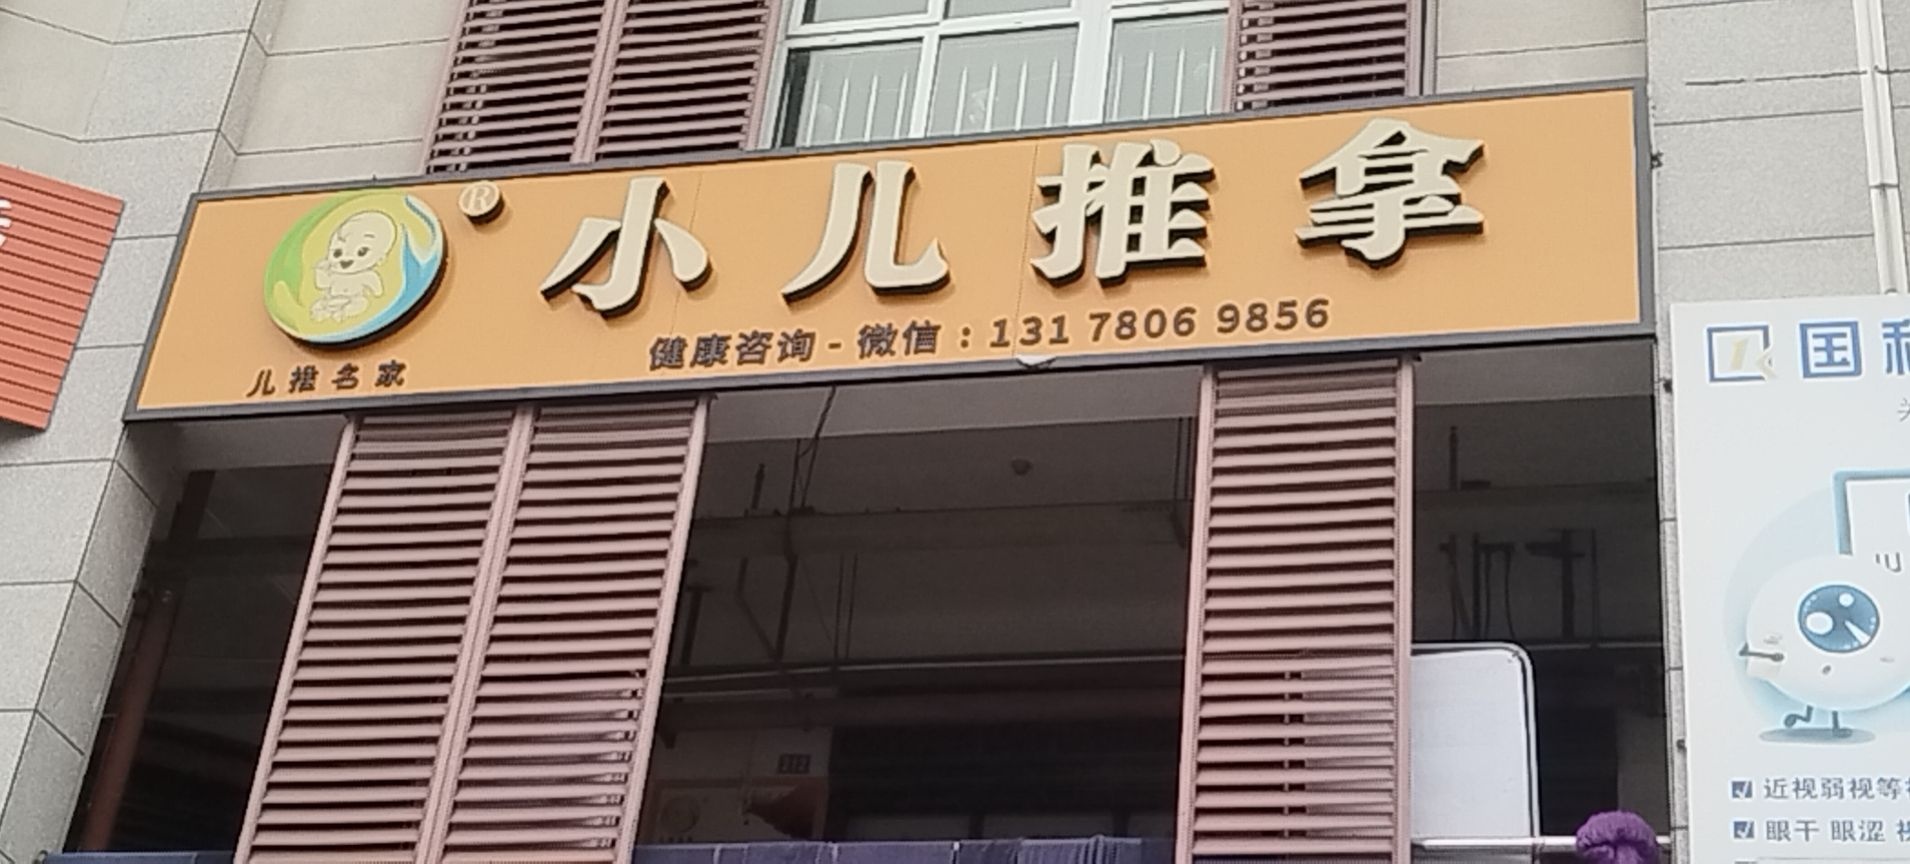 ®
小儿推拿
健康咨询-微信:131 7806 9856
儿推名家
国
近视弱视等
眼干 眼涩